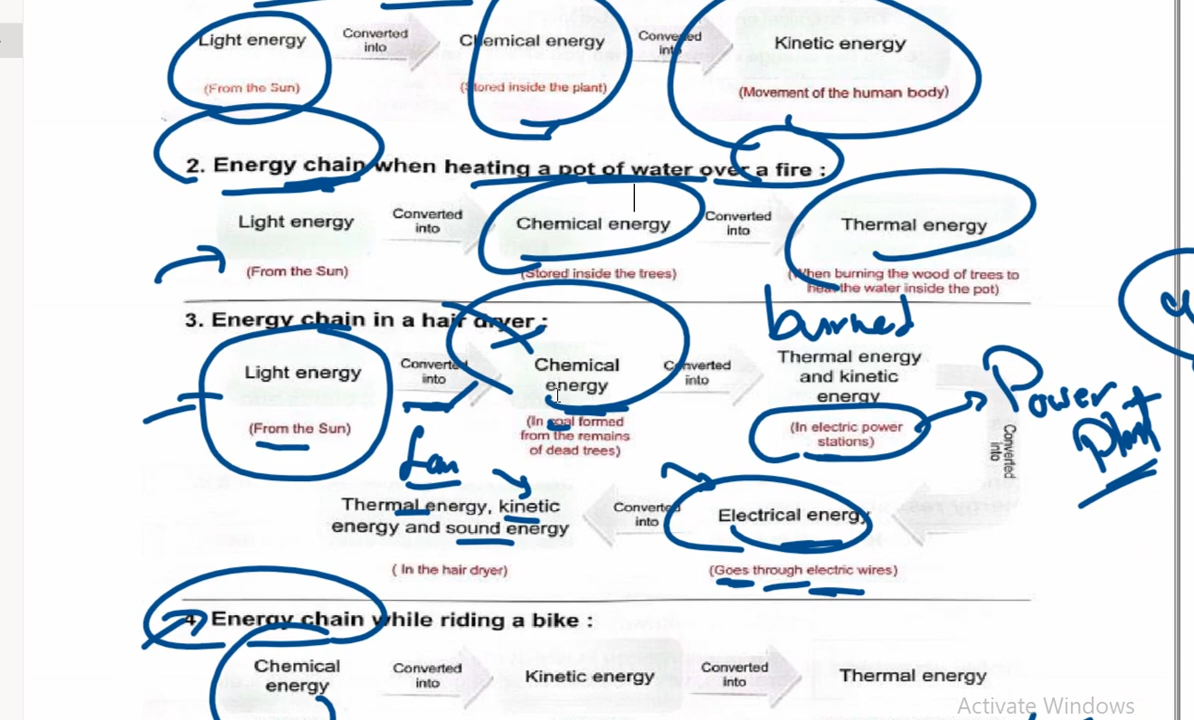 Light energy
Converted
into
Chemical energy
Converted
into
Kinetic energy
(From the Sun)
(Stored inside the plant)
(Movement of the human body)
2. Energy chain when heating a pot of water over a fire :
Light energy
Converted
into
Chemical energy
Converted
into
Thermal energy
(From the Sun)
(Stored inside the trees)
(When burning the wood of trees to
heat the water inside the pot)
burned
3. Energy chain in a hair dryer :
Light energy
(From the Sun)
Converted
into
Chemical
energy
(In coal formed
from the remains
of dead trees)
Converted
into
Thermal energy
and kinetic
energy
(In electric power
stations)
Power
plant
Converted
into
fan
Thermal energy, kinetic
energy and sound energy
(In the hair dryer)
Converted
into
Electrical energy
(Goes through electric wires)
4. Energy chain while riding a bike :
Chemical
energy
Converted
into
Kinetic energy
Converted
into
Thermal energy
Activate Windows